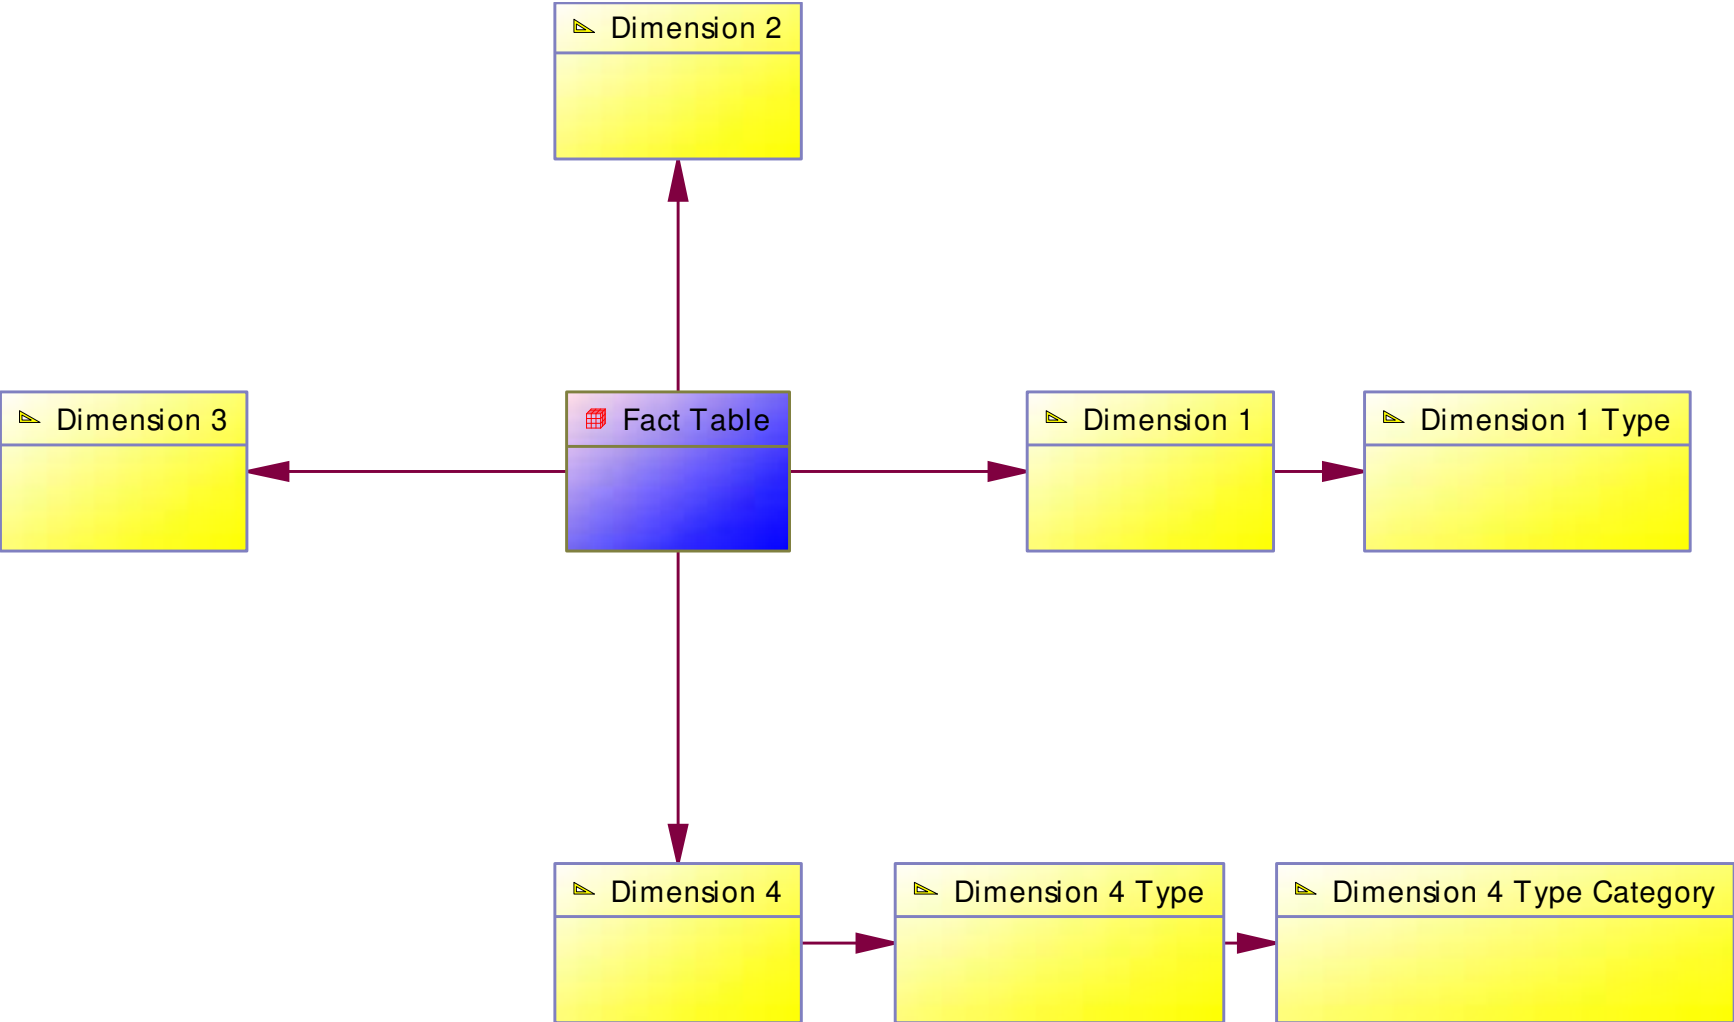 Dimension 2
Dimension 3
Fact Table
Dimension 1
Dimension 1 Type
Dimension 4
Dimension 4 Type
Dimension 4 Type Category